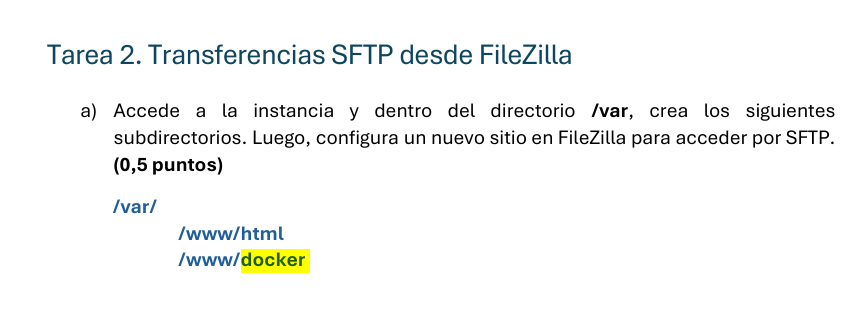 Tarea 2. Transferencias SFTP desde FileZilla
a) Accede a la instancia y dentro del directorio /var, crea los siguientes
subdirectorios. Luego, configura un nuevo sitio en FileZilla para acceder por SFTP.
(0,5 puntos)
/var/
/www/html
/www/docker